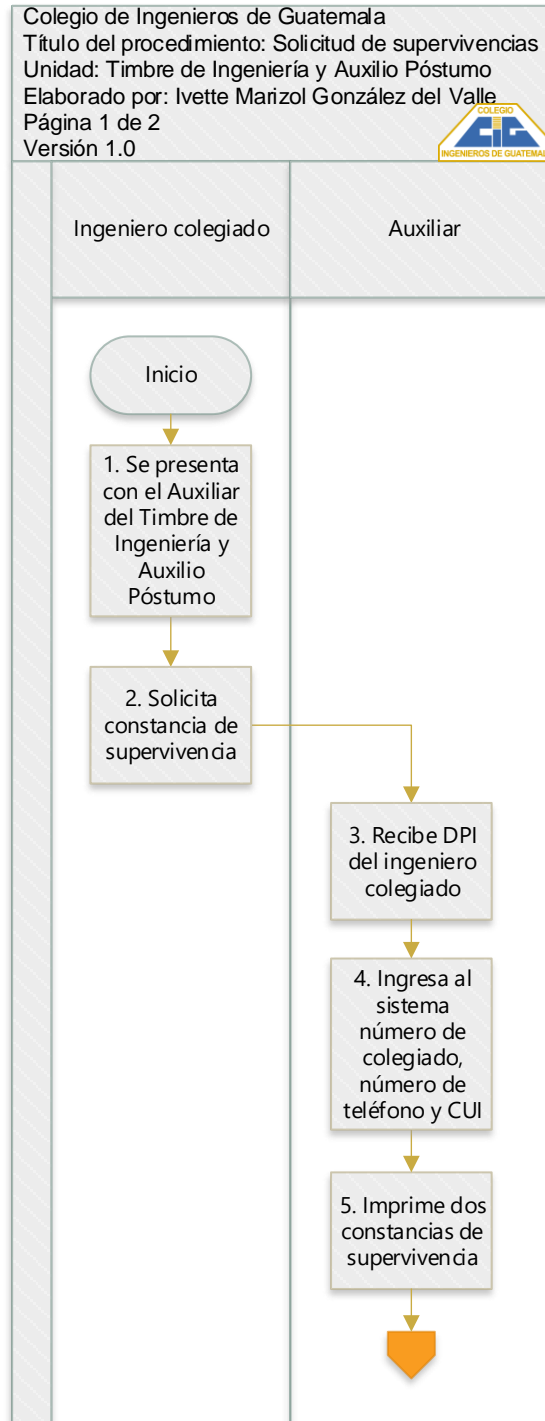 Colegio de Ingenieros de Guatemala
Título del procedimiento: Solicitud de supervivencias
Unidad: Timbre de Ingeniería y Auxilio Póstumo
Elaborado por: Ivette Marizol González del Valle
Página 1 de 2
Versión 1.0
COLEGIO
CIG
INGENIEROS DE GUATEMAL
Ingeniero colegiado
Auxiliar
Inicio
1. Se presenta
con el Auxiliar
del Timbre de
Ingeniería y
Auxilio
Póstumo
2. Solicita
constancia de
supervivencia
3. Recibe DPI
del ingeniero
colegiado
4. Ingresa al
sistema
número de
colegiado,
número de
teléfono y CUI
5. Imprime dos
constancias de
supervivencia